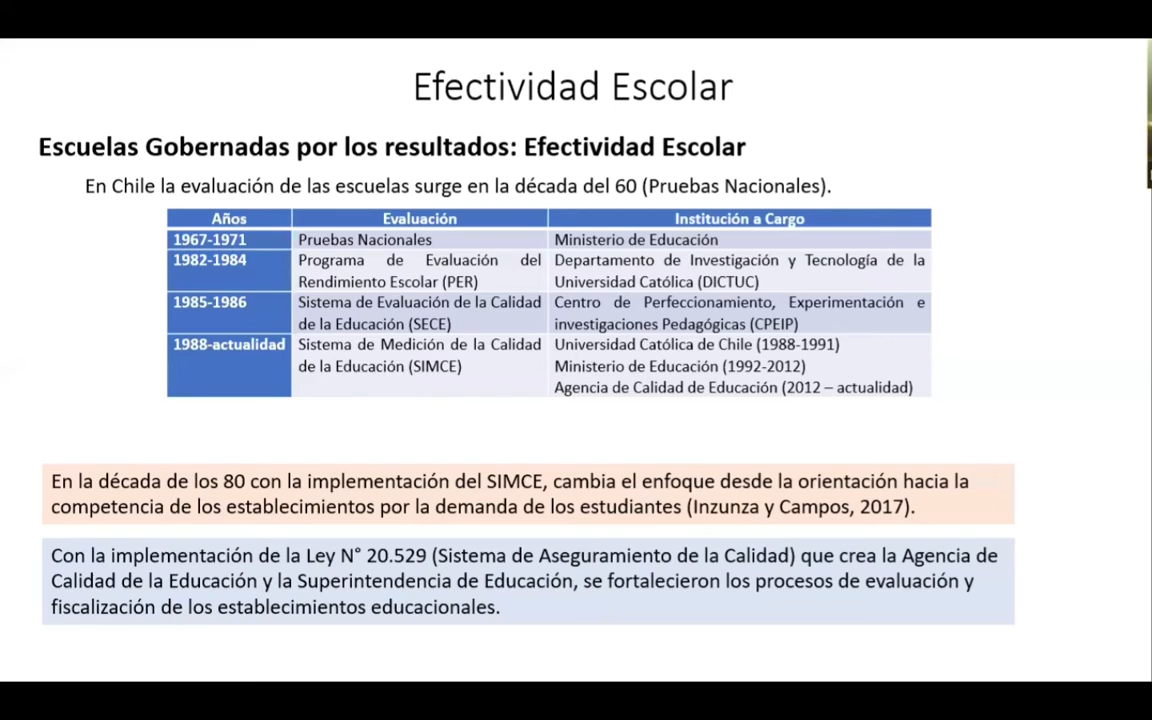 Efectividad Escolar
Escuelas Gobernadas por los resultados: Efectividad Escolar
En Chile la evaluación de las escuelas surge en la década del 60 (Pruebas Nacionales).
Años Evaluación Institución a Cargo
1967-1971 Pruebas Nacionales Ministerio de Educación
1982-1984 Programa de Evaluación del Departamento de Investigación y Tecnología de la
Rendimiento Escolar (PER) Universidad Católica (DICTUC)
1985-1986 Sistema de Evaluación de la Calidad Centro de Perfeccionamiento, Experimentación e
de la Educación (SECE) investigaciones Pedagógicas (CPEIP)
1988-actualidad Sistema de Medición de la Calidad Universidad Católica de Chile (1988-1991)
de la Educación (SIMCE) Ministerio de Educación (1992-2012)
Agencia de Calidad de Educación (2012 – actualidad)
En la década de los 80 con la implementación del SIMCE, cambia el enfoque desde la orientación hacia la
competencia de los establecimientos por la demanda de los estudiantes (Inzunza y Campos, 2017).
Con la implementación de la Ley N° 20.529 (Sistema de Aseguramiento de la Calidad) que crea la Agencia de
Calidad de la Educación y la Superintendencia de Educación, se fortalecieron los procesos de evaluación y
fiscalización de los establecimientos educacionales.